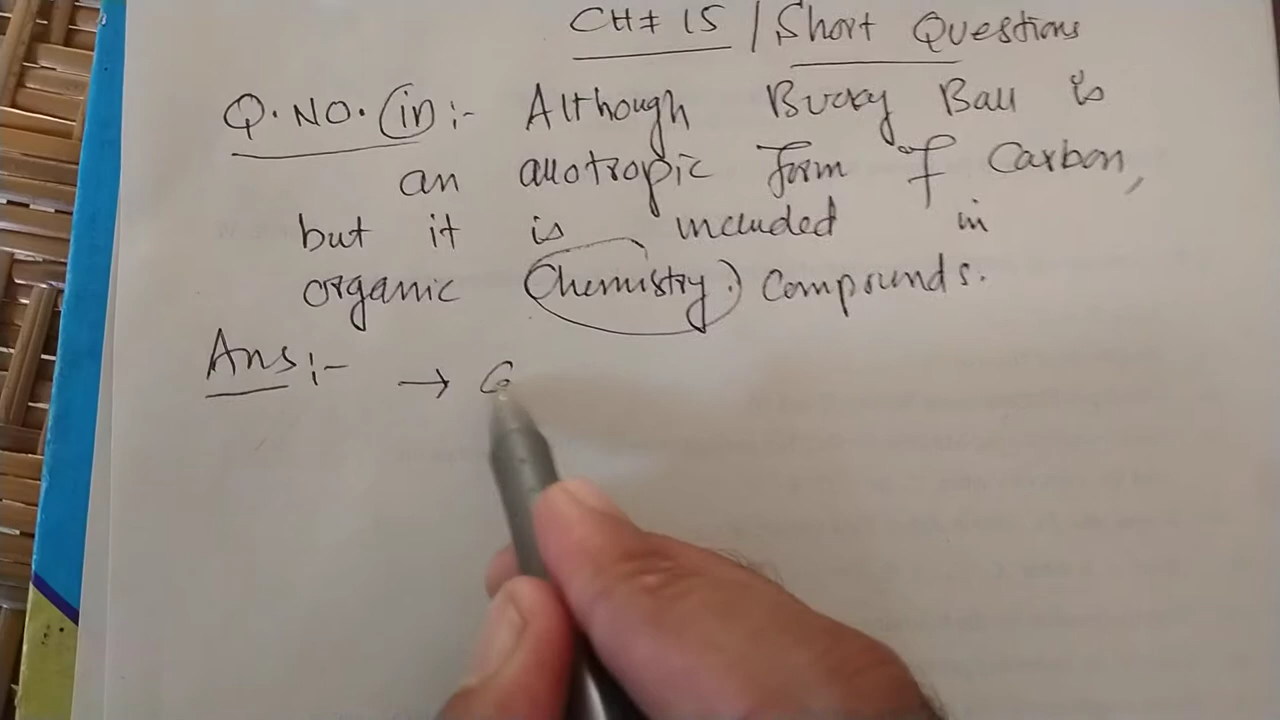 CH# 15 / Short Questions
Q.NO.(iv):- Although Bucky Ball is
an allotropic form of Carbon,
but it is included in
organic (Chemistry.) Compounds.
Ans:- → C